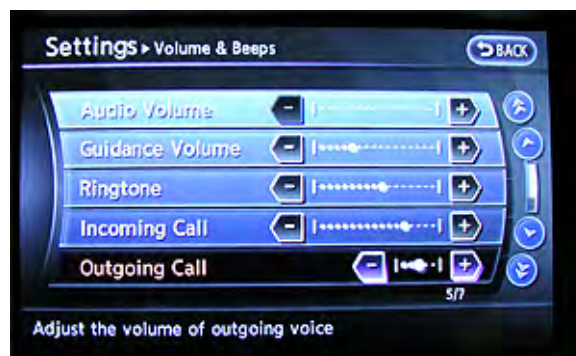 Settings ▸ Volume & Beeps
BACK
Audio Volume - +
Guidance Volume - +
Ringtone - +
Incoming Call - +
Outgoing Call - +
5/7
Adjust the volume of outgoing voice